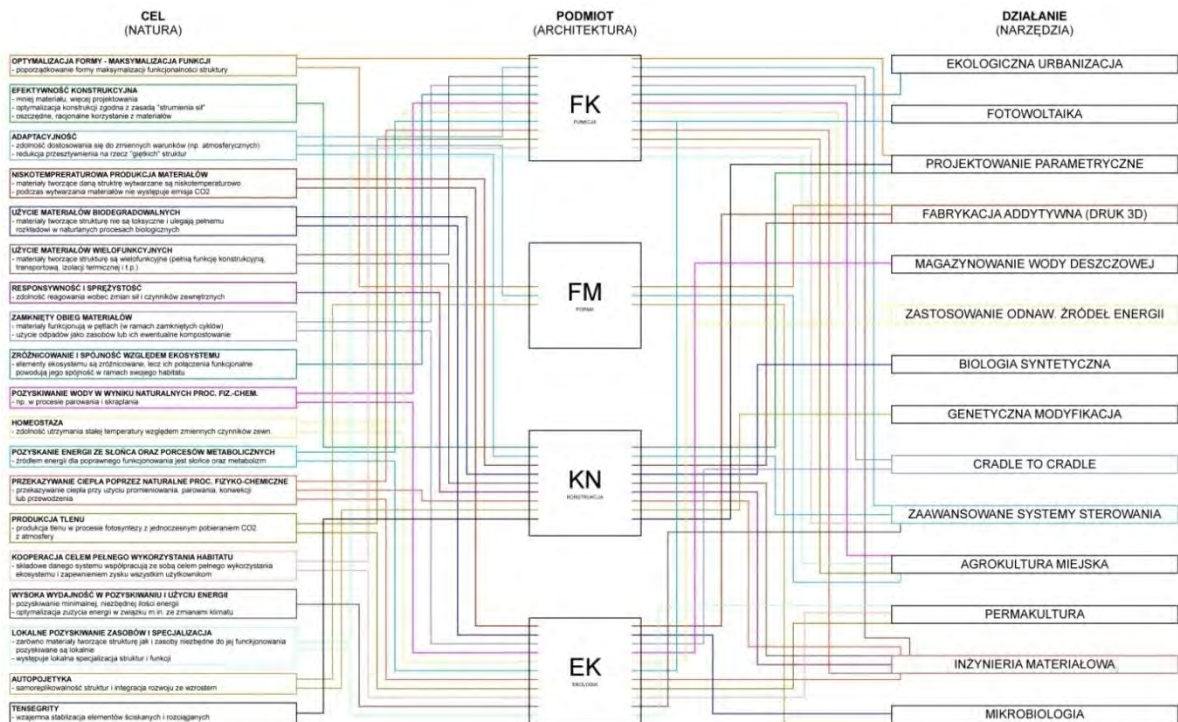 CEL
(NATURA)
PODMIOT
(ARCHITEKTURA)
DZIAŁANIE
(NARZĘDZIA)
OPTYMALIZACJA FORMY - MAKSYMALIZACJA FUNKCJI
- poporządkowanie formy maksymalizacji funkcjonalności struktury
EFEKTYWNOŚĆ KONSTRUKCYJNA
- mniej materiału, więcej projektowania
- optymalizacja konstrukcji zgodna z zasadą "strumienia sił"
- oszczędne, racjonalne korzystanie z materiałów
ADAPTACYJNOŚĆ
- zdolność dostosowania się do zmiennych warunków (np. atmosferycznych)
- redukcja przesztywnienia na rzecz "giętkich" struktur
NISKOTEMPRERATUROWA PRODUKCJA MATERIAŁÓW
- materiały tworzące daną struktrę wytwarzane są niskotemperaturowo
- podczas wytwarzania materiałów nie występuje emisja CO2
UŻYCIE MATERIAŁÓW BIODEGRADOWALNYCH
- materiały tworzące strukturę nie są toksyczne i ulegają pełnemu
rozkładowi w naturlanych procesach biologicznych
UŻYCIE MATERIAŁÓW WIELOFUNKCYJNYCH
- materiały tworzące strukturę są wielofunkcyjne (pełnią funkcję konstrukcyjną,
transportową, izolacji termicznej i t.p.)
RESPONSYWNOŚĆ I SPRĘŻYSTOŚĆ
- zdolność reagowania wobec zmian sił i czynników zewnętrznych
ZAMKNIĘTY OBIEG MATERIAŁÓW
- materiały funkcjonują w pętlach (w ramach zamkniętych cyklów)
- użycie odpadów jako zasobów lub ich ewentualne kompostowanie
ZRÓŻNICOWANIE I SPÓJNOŚĆ WZGLĘDEM EKOSYSTEMU
- elementy ekosystemu są zróżnicowane, lecz ich połączenia funkcjonalne
powodują jego spójność w ramach swojego habitatu
POZYSKIWANIE WODY W WYNIKU NATURALNYCH PROC. FIZ.-CHEM.
- np. w procesie parowania i skraplania
HOMEOSTAZA
- zdolność utrzymania stałej temperatury względem zmiennych czynników zewn.
POZYSKANIE ENERGII ZE SŁOŃCA ORAZ PORCESÓW METABOLICZNYCH
- źródłem energii dla poprawnego funkcjonowania jest słońce oraz metabolizm
PRZEKAZYWANIE CIEPŁA POPRZEZ NATURALNE PROC. FIZYKO-CHEMICZNE
- przekazywanie ciepła przy użyciu promieniowania, parowania, konwekcji
lub przewodzenia
PRODUKCJA TLENU
- produkcja tlenu w procesie fotosyntezy z jednoczesnym pobieraniem CO2
z atmosfery
KOOPERACJA CELEM PEŁNEGO WYKORZYSTANIA HABITATU
- składowe danego systemu współpracują ze sobą celem pełnego wykorzystania
ekosystemu i zapewnieniem zysku wszystkim użytkownikom
WYSOKA WYDAJNOŚĆ W POZYSKIWANIU I UŻYCIU ENERGII
- pozyskiwanie minimalnej, niezbędnej ilości energii
- optymalizacja zużycia energii w związku m.in. ze zmianami klimatu
LOKALNE POZYSKIWANIE ZASOBÓW I SPECJALIZACJA
- zarówno materiały tworzące strukturę jak i zasoby niezbędne do jej funckjonowania
pozyskiwane są lokalnie
- występuje lokalna specjalizacja struktur i funkcji
AUTOPOJETYKA
- samoreplikowalność struktur i integracja rozwoju ze wzrostem
TENSEGRITY
- wzajemna stabilizacja elementów ściskanych i rozciąganych
FK
FUNKCJA
FM
FORMA
KN
KONSTRUKCJA
EK
EKOLOGIA
EKOLOGICZNA URBANIZACJA
FOTOWOLTAIKA
PROJEKTOWANIE PARAMETRYCZNE
FABRYKACJA ADDYTYWNA (DRUK 3D)
MAGAZYNOWANIE WODY DESZCZOWEJ
ZASTOSOWANIE ODNAW. ŹRÓDEŁ ENERGII
BIOLOGIA SYNTETYCZNA
GENETYCZNA MODYFIKACJA
CRADLE TO CRADLE
ZAAWANSOWANE SYSTEMY STEROWANIA
AGROKULTURA MIEJSKA
PERMAKULTURA
INŻYNIERIA MATERIAŁOWA
MIKROBIOLOGIA